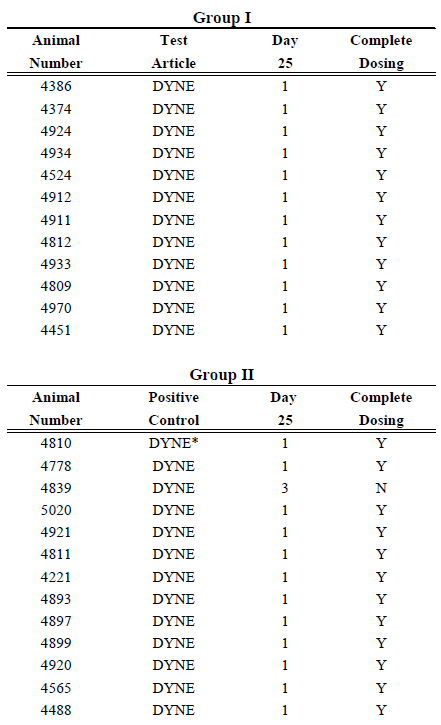 Group I
Animal Test Day Complete
Number Article 25 Dosing
4386 DYNE 1 Y
4374 DYNE 1 Y
4924 DYNE 1 Y
4934 DYNE 1 Y
4524 DYNE 1 Y
4912 DYNE 1 Y
4911 DYNE 1 Y
4812 DYNE 1 Y
4933 DYNE 1 Y
4809 DYNE 1 Y
4970 DYNE 1 Y
4451 DYNE 1 Y
Group II
Animal Positive Day Complete
Number Control 25 Dosing
4810 DYNE* 1 Y
4778 DYNE 1 Y
4839 DYNE 3 N
5020 DYNE 1 Y
4921 DYNE 1 Y
4811 DYNE 1 Y
4221 DYNE 1 Y
4893 DYNE 1 Y
4897 DYNE 1 Y
4899 DYNE 1 Y
4920 DYNE 1 Y
4565 DYNE 1 Y
4488 DYNE 1 Y